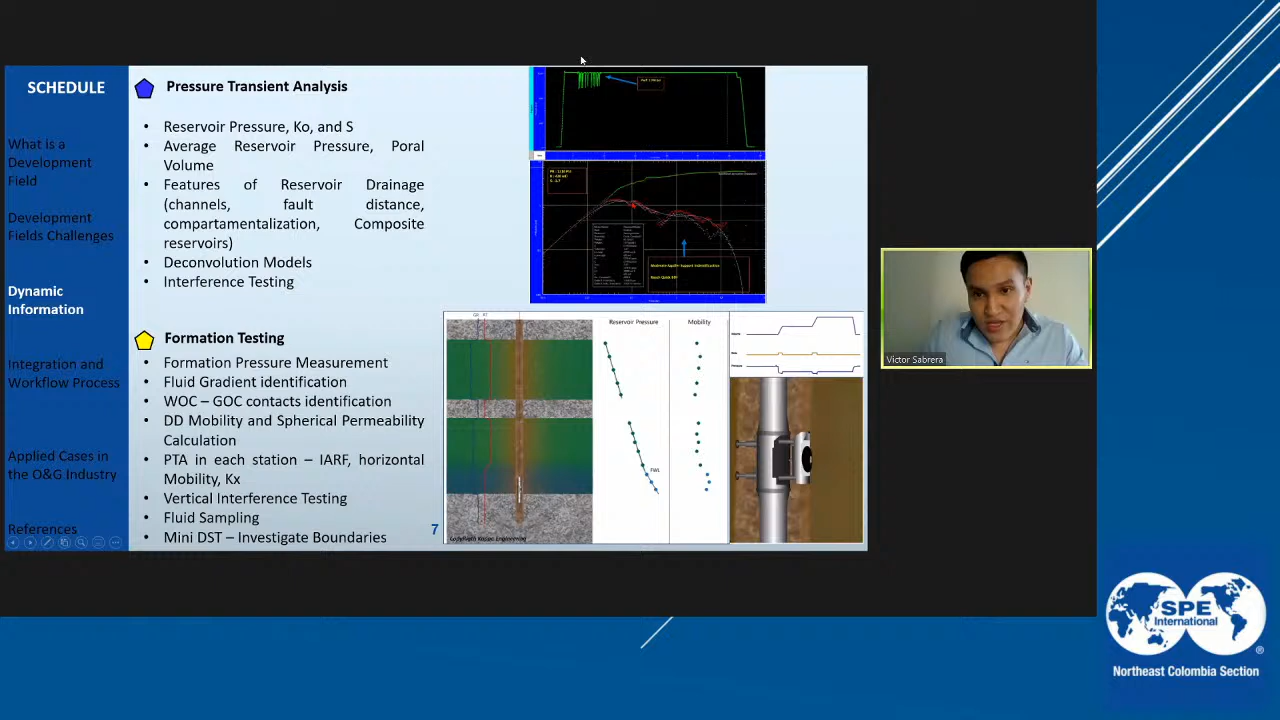 SCHEDULE
What is a
Development
Field
Development
Fields Challenges
Dynamic
Information
Integration and
Workflow Process
Applied Cases in
the O&G Industry
References
Pressure Transient Analysis
• Reservoir Pressure, Ko, and S
• Average Reservoir Pressure, Poral
Volume
• Features of Reservoir Drainage
(channels, fault distance,
compartamentalization, Composite
reservoirs)
• Deconvolution Models
• Interference Testing
Formation Testing
• Formation Pressure Measurement
• Fluid Gradient identification
• WOC – GOC contacts identification
• DD Mobility and Spherical Permeability
Calculation
• PTA in each station – IARF, horizontal
Mobility, Kx
• Vertical Interference Testing
• Fluid Sampling
• Mini DST – Investigate Boundaries
7
Reservoir Pressure
Mobility
FWL
Victor Sabrera
SPE
International
®
Northeast Colombia Section